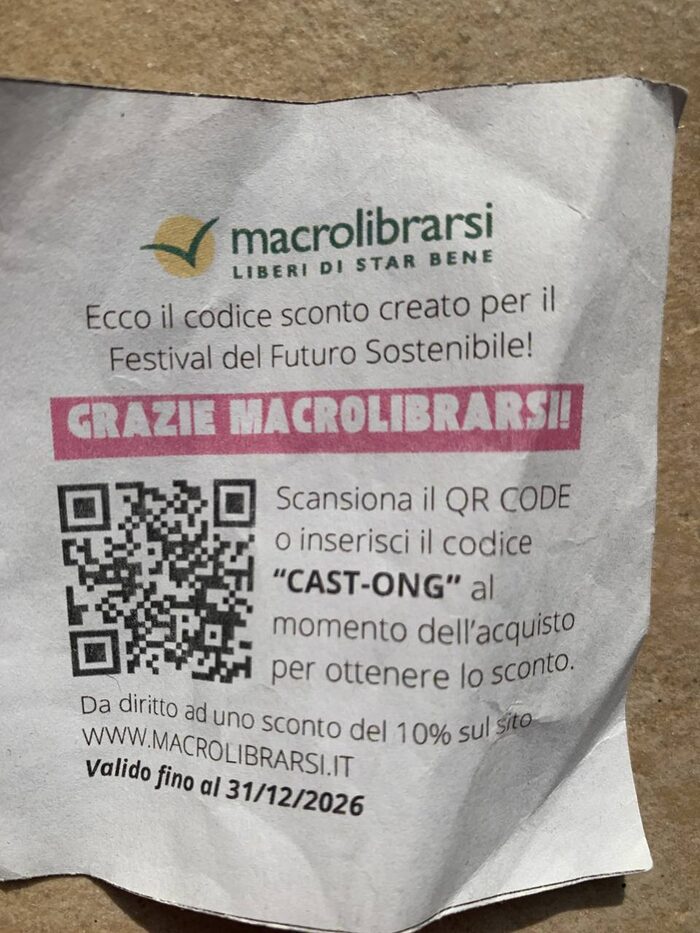 macrolibrarsi
LIBERI DI STAR BENE
Ecco il codice sconto creato per il
Festival del Futuro Sostenibile!
GRAZIE MACROLIBRARSI!
Scansiona il QR CODE
o inserisci il codice
“CAST-ONG” al
momento dell'acquisto
per ottenere lo sconto.
Da diritto ad uno sconto del 10% sul sito
WWW.MACROLIBRARSI.IT
Valido fino al 31/12/2026